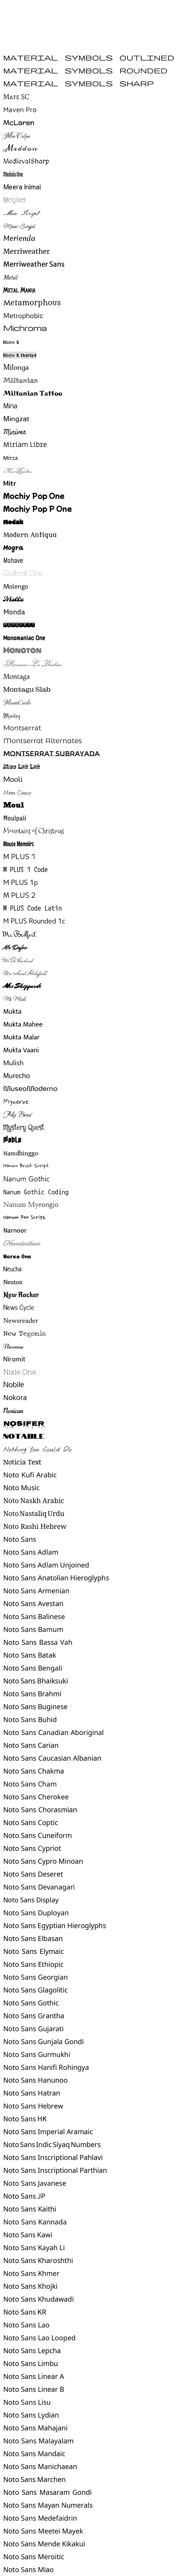 MATERIAL SYMBOLS OUTLINED
MATERIAL SYMBOLS ROUNDED
MATERIAL SYMBOLS SHARP
Mate SC
Maven Pro
McLaren
Mea Culpa
Meddon
MedievalSharp
Medula One
Meera Inimai
Megrim
Meie Script
Meow Script
Merienda
Merriweather
Merriweather Sans
Metal
Metal Mania
Metamorphous
Metrophobic
Michroma
Micro 5
Micro 5 Charted
Milonga
Miltonian
Miltonian Tattoo
Mina
Mingzat
Miniver
Miriam Libre
Mirza
Miss Fajardose
Mitr
Mochiy Pop One
Mochiy Pop P One
Modak
Modern Antiqua
Mogra
Mohave
Moirai One
Molengo
Molle
Monda
Monofett
Monomaniac One
Monoton
Monsieur La Doulaise
Montaga
Montagu Slab
MonteCarlo
Montez
Montserrat
Montserrat Alternates
MONTSERRAT SUBRAYADA
Moo Lah Lah
Mooli
Moon Dance
Moul
Moulpali
Mountains of Christmas
Mouse Memoirs
M PLUS 1
M PLUS 1 Code
M PLUS 1p
M PLUS 2
M PLUS Code Latin
M PLUS Rounded 1c
Mr Bedfort
Mr Dafoe
Mr De Haviland
Mrs Saint Delafield
Mrs Sheppards
Ms Madi
Mukta
Mukta Mahee
Mukta Malar
Mukta Vaani
Mulish
Murecho
MuseoModerno
Mynerve
My Soul
Mystery Quest
Nabla
Namdhinggo
Nanum Brush Script
Nanum Gothic
Nanum Gothic Coding
Nanum Myeongjo
Nanum Pen Script
Narnoor
Neonderthaw
Nerko One
Neucha
Neuton
New Rocker
News Cycle
Newsreader
New Tegomin
Niconne
Niramit
Nixie One
Nobile
Nokora
Norican
NOSIFER
NOTABLE
Nothing You Could Do
Noticia Text
Noto Kufi Arabic
Noto Music
Noto Naskh Arabic
Noto Nastaliq Urdu
Noto Rashi Hebrew
Noto Sans
Noto Sans Adlam
Noto Sans Adlam Unjoined
Noto Sans Anatolian Hieroglyphs
Noto Sans Armenian
Noto Sans Avestan
Noto Sans Balinese
Noto Sans Bamum
Noto Sans Bassa Vah
Noto Sans Batak
Noto Sans Bengali
Noto Sans Bhaiksuki
Noto Sans Brahmi
Noto Sans Buginese
Noto Sans Buhid
Noto Sans Canadian Aboriginal
Noto Sans Carian
Noto Sans Caucasian Albanian
Noto Sans Chakma
Noto Sans Cham
Noto Sans Cherokee
Noto Sans Chorasmian
Noto Sans Coptic
Noto Sans Cuneiform
Noto Sans Cypriot
Noto Sans Cypro Minoan
Noto Sans Deseret
Noto Sans Devanagari
Noto Sans Display
Noto Sans Duployan
Noto Sans Egyptian Hieroglyphs
Noto Sans Elbasan
Noto Sans Elymaic
Noto Sans Ethiopic
Noto Sans Georgian
Noto Sans Glagolitic
Noto Sans Gothic
Noto Sans Grantha
Noto Sans Gujarati
Noto Sans Gunjala Gondi
Noto Sans Gurmukhi
Noto Sans Hanifi Rohingya
Noto Sans Hanunoo
Noto Sans Hatran
Noto Sans Hebrew
Noto Sans HK
Noto Sans Imperial Aramaic
Noto Sans Indic Siyaq Numbers
Noto Sans Inscriptional Pahlavi
Noto Sans Inscriptional Parthian
Noto Sans Javanese
Noto Sans JP
Noto Sans Kaithi
Noto Sans Kannada
Noto Sans Kawi
Noto Sans Kayah Li
Noto Sans Kharoshthi
Noto Sans Khmer
Noto Sans Khojki
Noto Sans Khudawadi
Noto Sans KR
Noto Sans Lao
Noto Sans Lao Looped
Noto Sans Lepcha
Noto Sans Limbu
Noto Sans Linear A
Noto Sans Linear B
Noto Sans Lisu
Noto Sans Lydian
Noto Sans Mahajani
Noto Sans Malayalam
Noto Sans Mandaic
Noto Sans Manichaean
Noto Sans Marchen
Noto Sans Masaram Gondi
Noto Sans Mayan Numerals
Noto Sans Medefaidrin
Noto Sans Meetei Mayek
Noto Sans Mende Kikakui
Noto Sans Meroitic
Noto Sans Miao